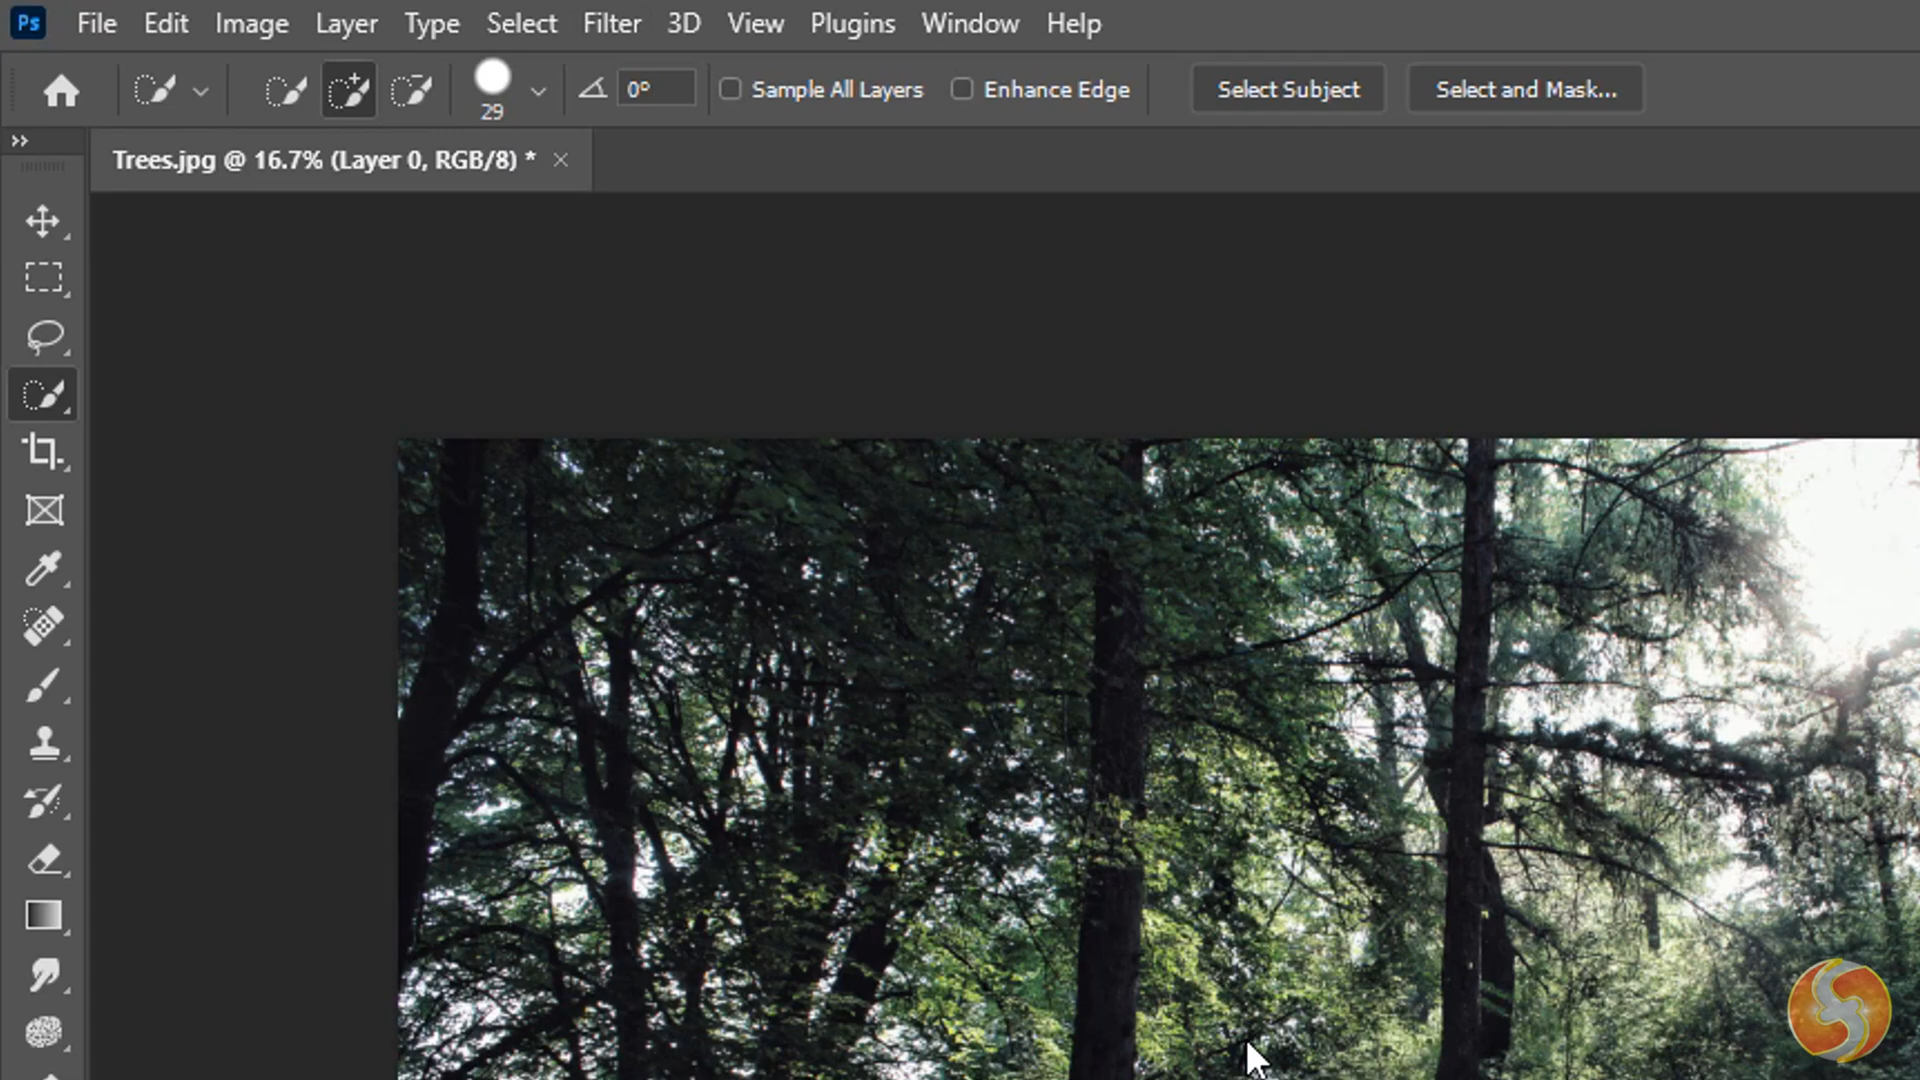 Ps File Edit Image Layer Type Select Filter 3D View Plugins Window Help
29 0° Sample All Layers Enhance Edge Select Subject Select and Mask...
Trees.jpg @ 16.7% (Layer 0, RGB/8) *